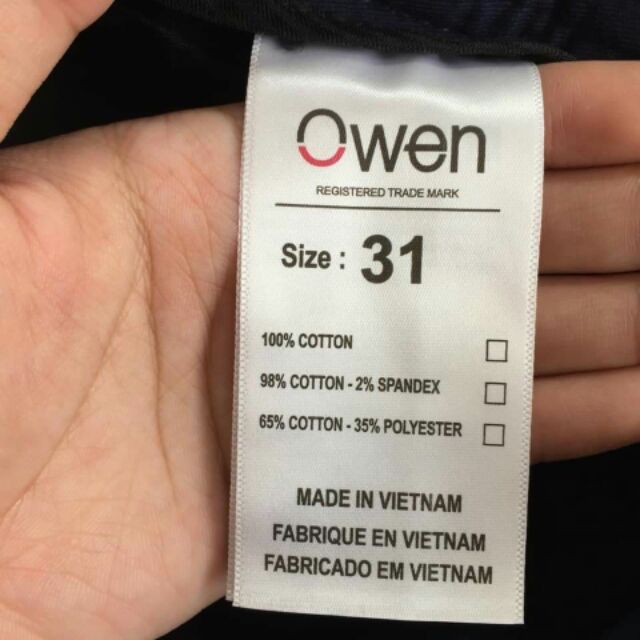 Owen
REGISTERED TRADE MARK
Size : 31
100% COTTON
98% COTTON - 2% SPANDEX
65% COTTON - 35% POLYESTER
MADE IN VIETNAM
FABRIQUE EN VIETNAM
FABRICADO EM VIETNAM